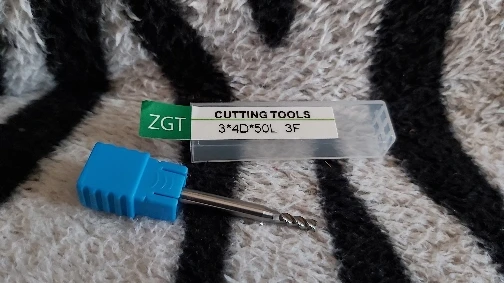 ZGT
CUTTING TOOLS
3*4D*50L 3F